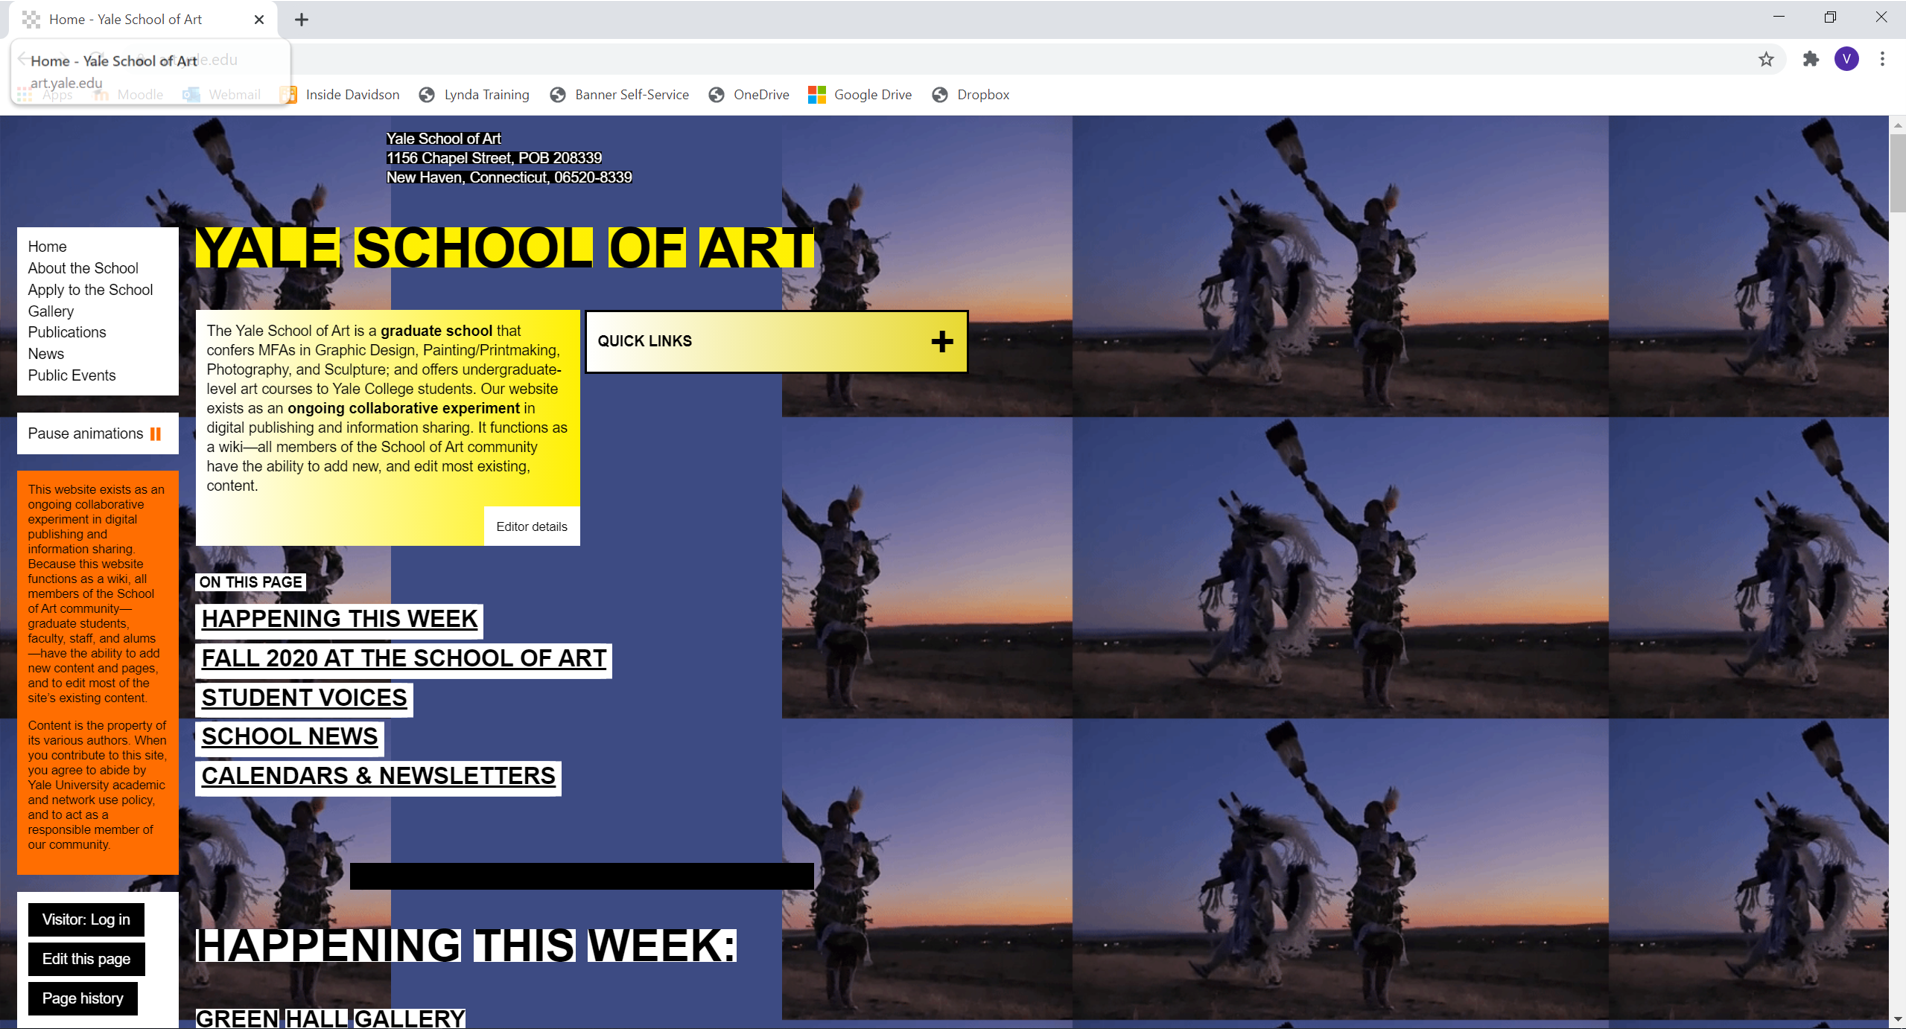 Home - Yale School of Art
Home - Yale School of Art
art.yale.edu
Apps Moodle Webmail Inside Davidson Lynda Training Banner Self-Service OneDrive Google Drive Dropbox
V
Yale School of Art
1156 Chapel Street, POB 208339
New Haven, Connecticut, 06520-8339
YALE SCHOOL OF ART
Home
About the School
Apply to the School
Gallery
Publications
News
Public Events
Pause animations
This website exists as an
ongoing collaborative
experiment in digital
publishing and
information sharing.
Because this website
functions as a wiki, all
members of the School
of Art community—
graduate students,
faculty, staff, and alums
—have the ability to add
new content and pages,
and to edit most of the
site's existing content.
Content is the property of
its various authors. When
you contribute to this site,
you agree to abide by
Yale University academic
and network use policy,
and to act as a
responsible member of
our community.
Visitor: Log in
Edit this page
Page history
The Yale School of Art is a graduate school that
confers MFAs in Graphic Design, Painting/Printmaking,
Photography, and Sculpture; and offers undergraduate-
level art courses to Yale College students. Our website
exists as an ongoing collaborative experiment in
digital publishing and information sharing. It functions as
a wiki—all members of the School of Art community
have the ability to add new, and edit most existing,
content.
Editor details
QUICK LINKS
ON THIS PAGE
HAPPENING THIS WEEK
FALL 2020 AT THE SCHOOL OF ART
STUDENT VOICES
SCHOOL NEWS
CALENDARS & NEWSLETTERS
HAPPENING THIS WEEK:
GREEN HALL GALLERY